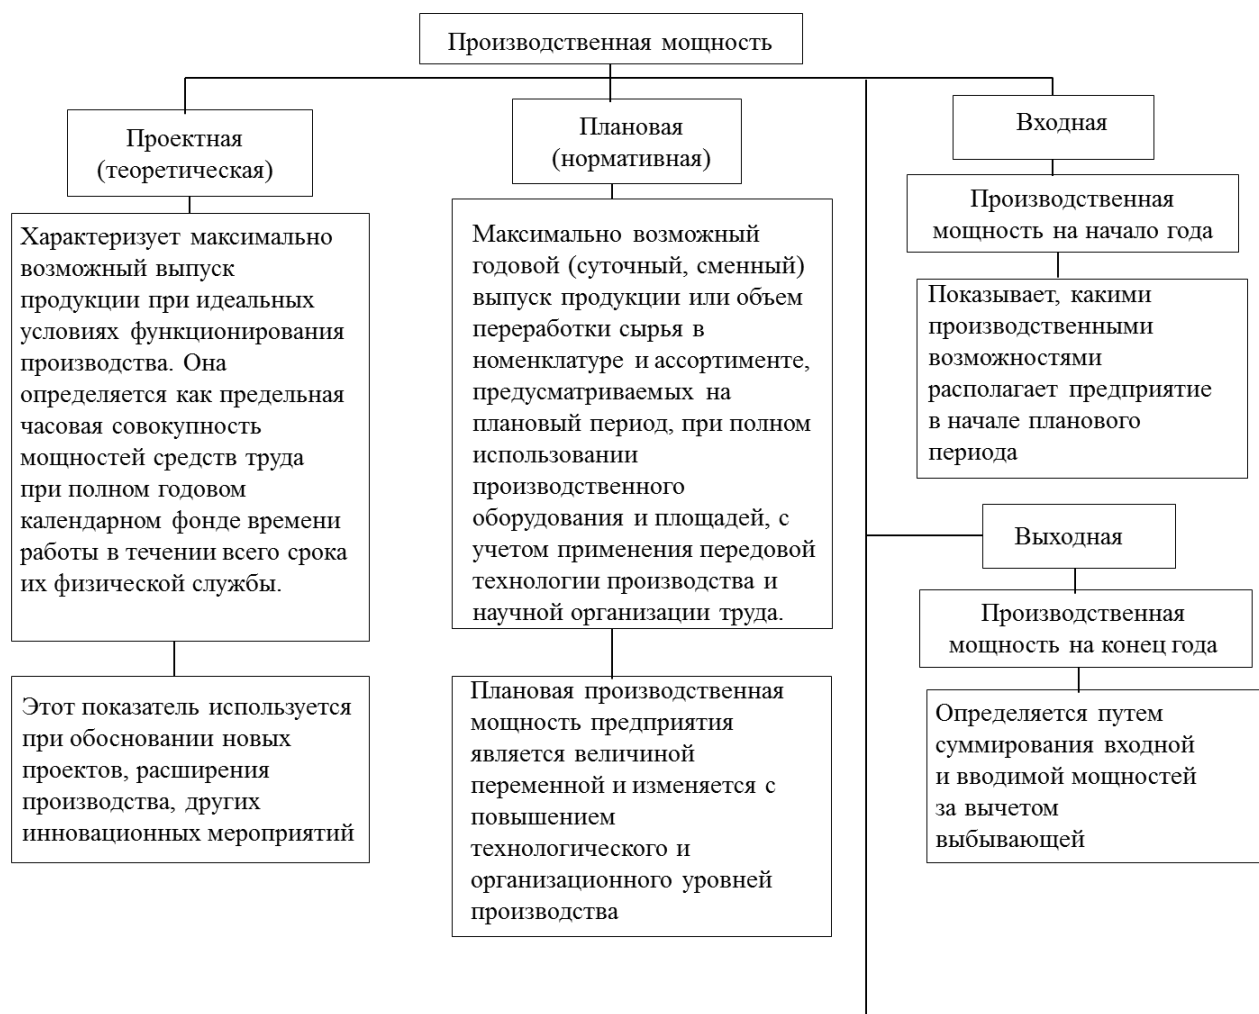 Производственная мощность
Проектная
(теоретическая)
Характеризует максимально
возможный выпуск
продукции при идеальных
условиях функционирования
производства. Она
определяется как предельная
часовая совокупность
мощностей средств труда
при полном годовом
календарном фонде времени
работы в течении всего срока
их физической службы.
Этот показатель используется
при обосновании новых
проектов, расширения
производства, других
инновационных мероприятий
Плановая
(нормативная)
Максимально возможный
годовой (суточный, сменный)
выпуск продукции или объем
переработки сырья в
номенклатуре и ассортименте,
предусматриваемых на
плановый период, при полном
использовании
производственного
оборудования и площадей, с
учетом применения передовой
технологии производства и
научной организации труда.
Плановая производственная
мощность предприятия
является величиной
переменной и изменяется с
повышением
технологического и
организационного уровней
производства
Входная
Производственная
мощность на начало года
Показывает, какими
производственными
возможностями
располагает предприятие
в начале планового
периода
Выходная
Производственная
мощность на конец года
Определяется путем
суммирования входной
и вводимой мощностей
за вычетом
выбывающей